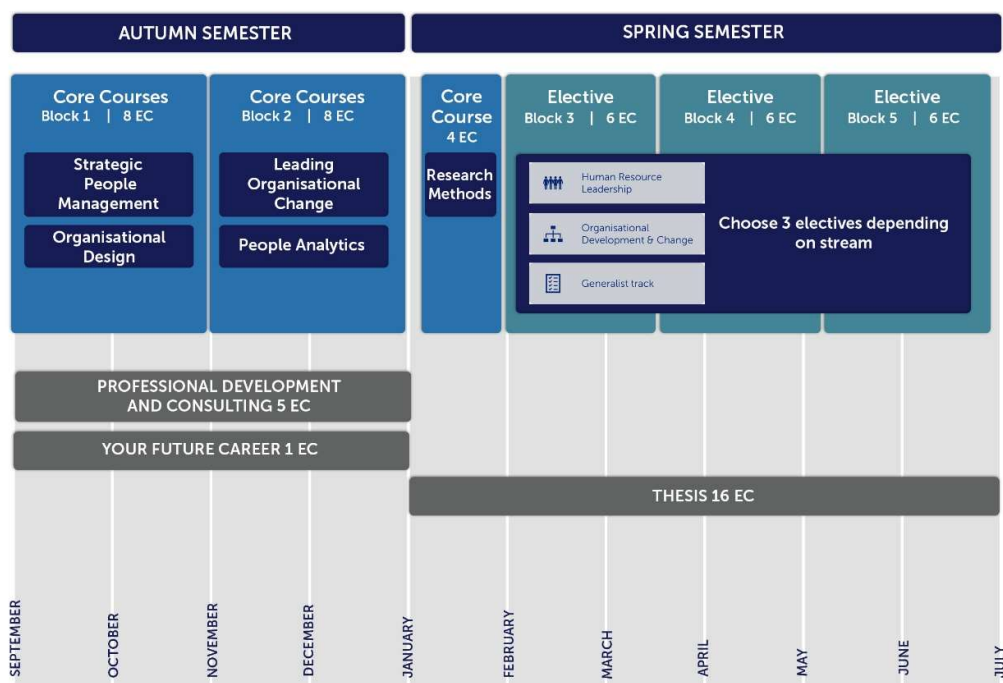 AUTUMN SEMESTER
SPRING SEMESTER
Core Courses
Block 1 | 8 EC
Strategic
People
Management
Organisational
Design
Core Courses
Block 2 | 8 EC
Leading
Organisational
Change
People Analytics
Core
Course
4 EC
Research
Methods
Elective
Block 3 | 6 EC
Elective
Block 4 | 6 EC
Elective
Block 5 | 6 EC
Human Resource
Leadership
Organisational
Development & Change
Generalist track
Choose 3 electives depending
on stream
PROFESSIONAL DEVELOPMENT
AND CONSULTING 5 EC
YOUR FUTURE CAREER 1 EC
THESIS 16 EC
SEPTEMBER
OCTOBER
NOVEMBER
DECEMBER
JANUARY
FEBRUARY
MARCH
APRIL
MAY
JUNE
JULY